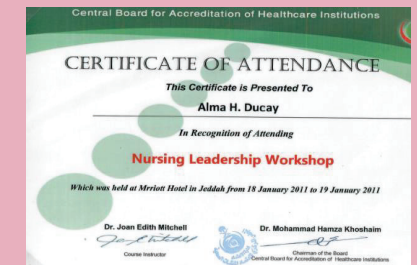 Central Board for Accreditation of Healthcare Institutions
CERTIFICATE OF ATTENDANCE
This Certificate is Presented To
Alma H. Ducay
In Recognition of Attending
Nursing Leadership Workshop
Which was held at Mrriott Hotel in Jeddah from 18 January 2011 to 19 January 2011
Dr. Joan Edith Mitchell
Course Instructor
Dr. Mohammad Hamza Khoshaim
Chairman of the Board
Central Board for Accreditation of Healthcare Institutions